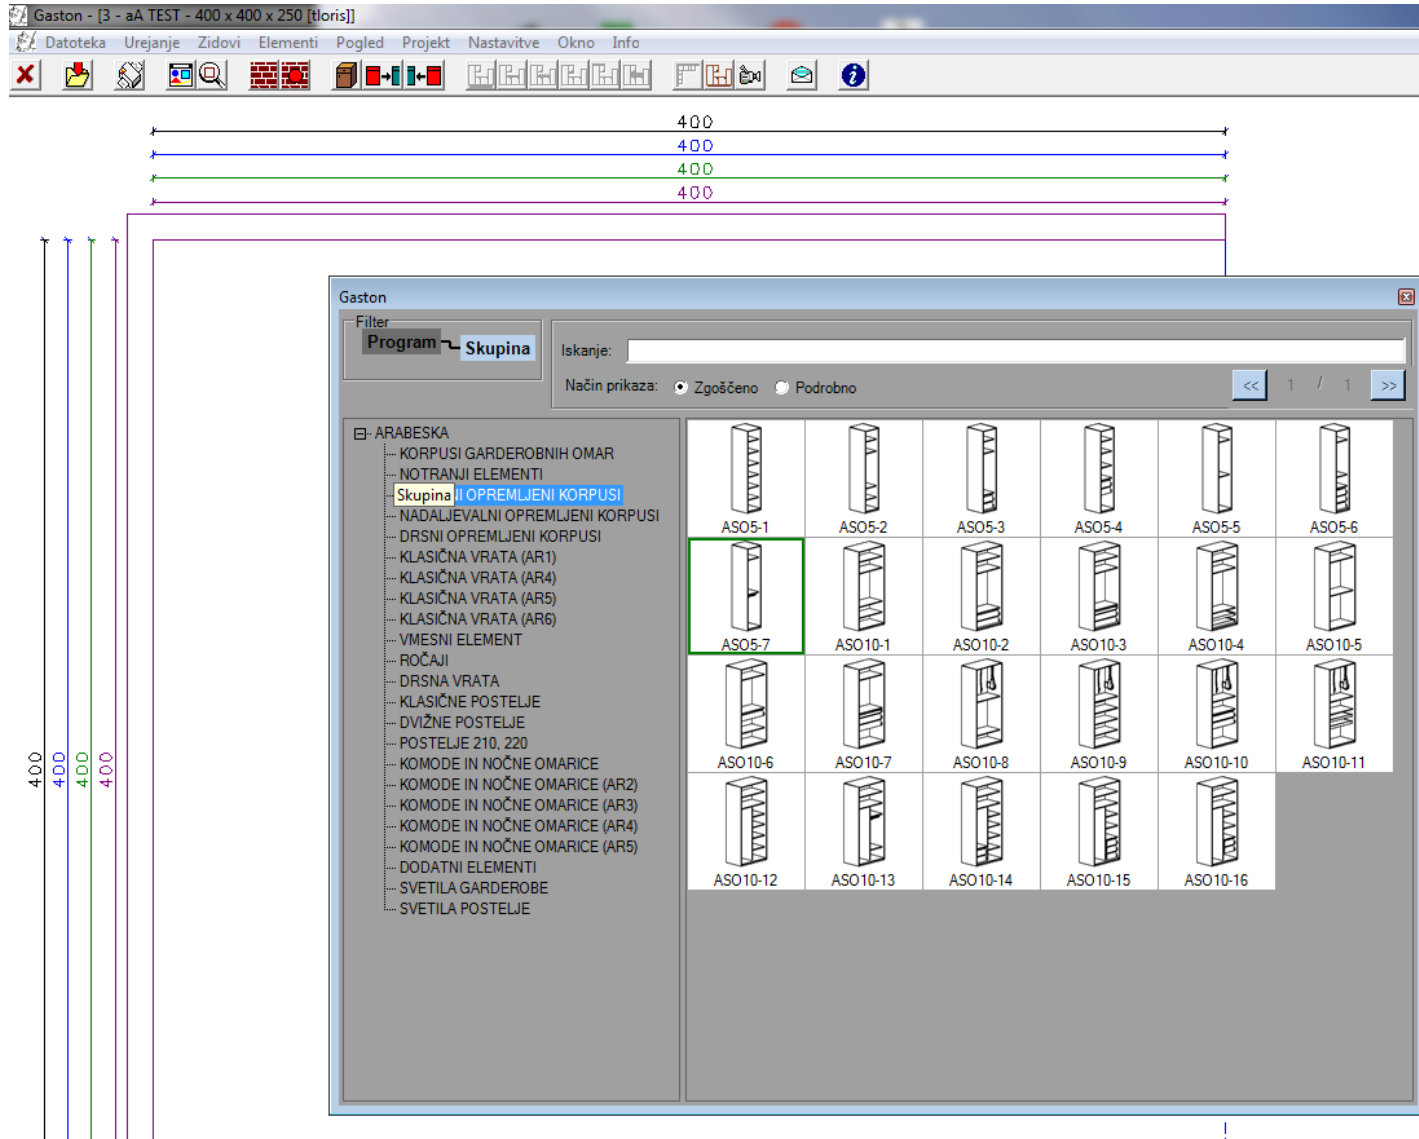 Gaston - [3 - aA TEST - 400 x 400 x 250 [tloris]]
Datoteka Urejanje Zidovi Elementi Pogled Projekt Nastavitve Okno Info
400
400
400
400
400
400
400
400
Gaston
Filter
Program Skupina
Iskanje:
Način prikaza: Zgoščeno Podrobno
<< 1 / 1 >>
ARABESKA
KORPUSI GARDEROBNIH OMAR
NOTRANJI ELEMENTI
Skupina I OPREMLJENI KORPUSI
NADALJEVALNI OPREMLJENI KORPUSI
DRSNI OPREMLJENI KORPUSI
KLASIČNA VRATA (AR1)
KLASIČNA VRATA (AR4)
KLASIČNA VRATA (AR5)
KLASIČNA VRATA (AR6)
VMESNI ELEMENT
ROČAJI
DRSNA VRATA
KLASIČNE POSTELJE
DVIŽNE POSTELJE
POSTELJE 210, 220
KOMODE IN NOČNE OMARICE
KOMODE IN NOČNE OMARICE (AR2)
KOMODE IN NOČNE OMARICE (AR3)
KOMODE IN NOČNE OMARICE (AR4)
KOMODE IN NOČNE OMARICE (AR5)
DODATNI ELEMENTI
SVETILA GARDEROBE
SVETILA POSTELJE
ASO5-1 ASO5-2 ASO5-3 ASO5-4 ASO5-5 ASO5-6
ASO5-7 ASO10-1 ASO10-2 ASO10-3 ASO10-4 ASO10-5
ASO10-6 ASO10-7 ASO10-8 ASO10-9 ASO10-10 ASO10-11
ASO10-12 ASO10-13 ASO10-14 ASO10-15 ASO10-16